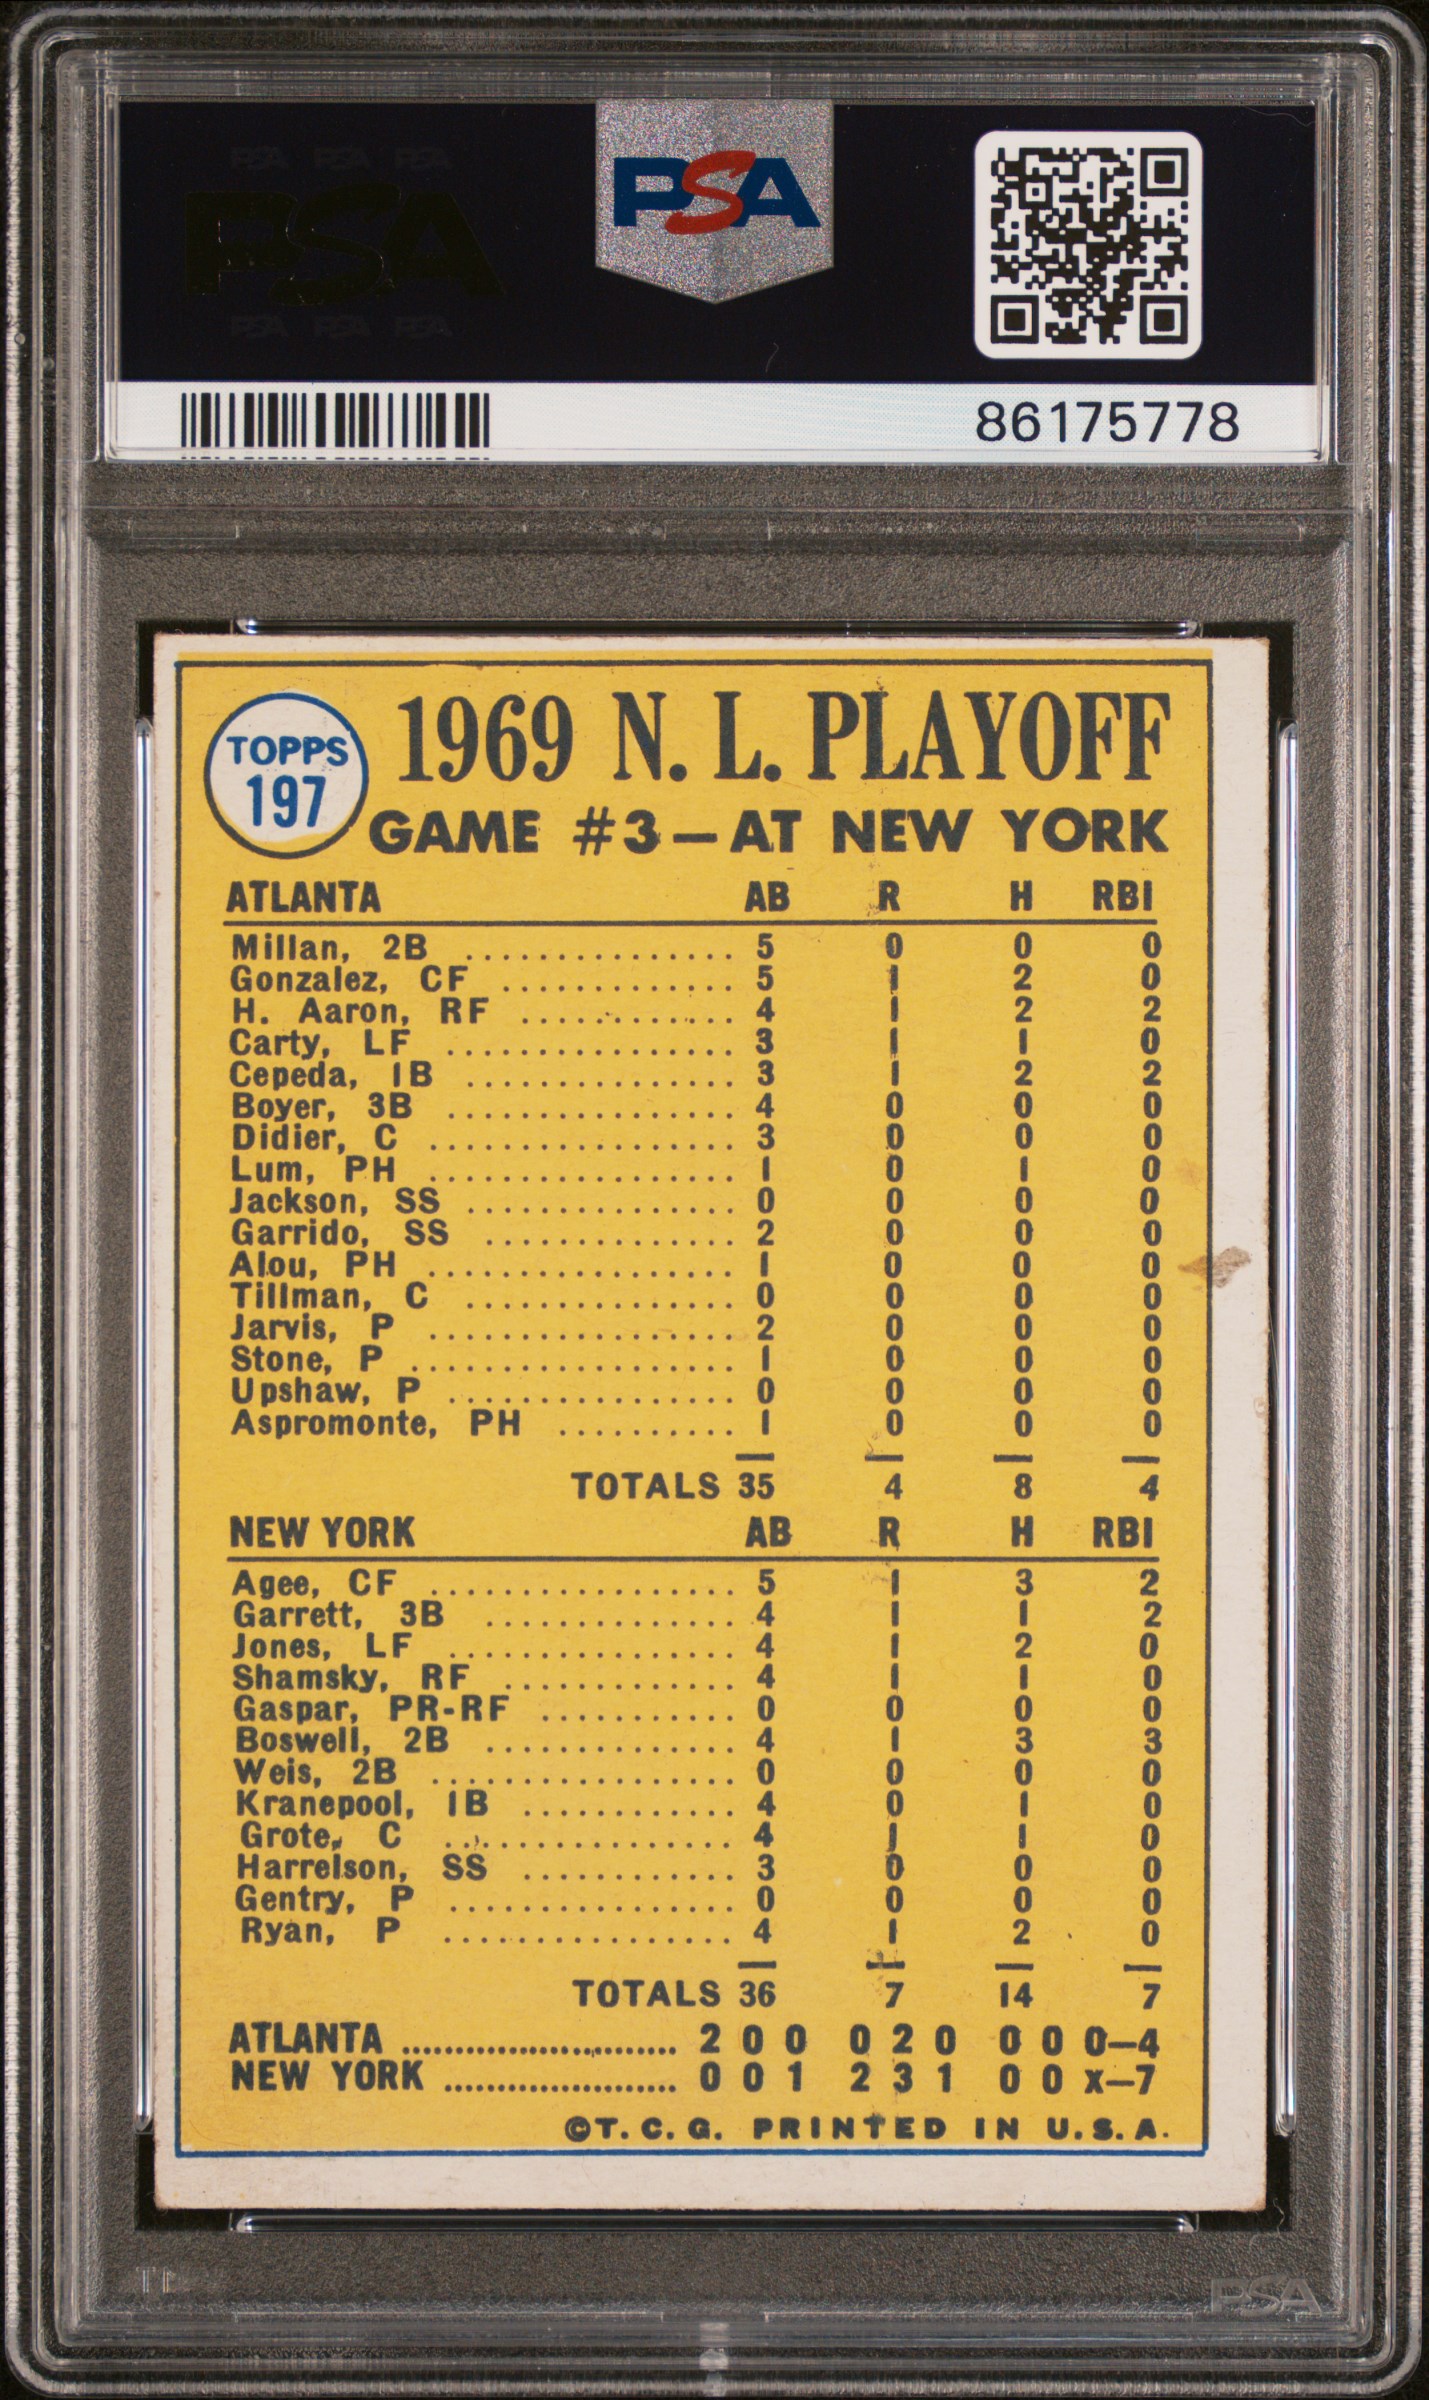 PSA PSA PSA
PSA
PSA PSA PSA
PSA
86175778
TOPPS
197
1969 N. L. PLAYOFF
GAME #3—AT NEW YORK
ATLANTA AB R H RBI
Millan, 2B ............... 5 0 0 0
Gonzalez, CF ............. 5 1 2 0
H. Aaron, RF ............ 4 1 2 2
Carty, LF ................ 3 1 1 0
Cepeda, 1B ............... 3 1 2 2
Boyer, 3B ................ 4 0 0 0
Didier, C ................. 3 0 0 0
Lum, PH ................. 1 0 1 0
Jackson, SS ............... 0 0 0 0
Garrido, SS .............. 2 0 0 0
Alou, PH ................. 1 0 0 0
Tillman, C ............... 0 0 0 0
Jarvis, P ................. 2 0 0 0
Stone, P .................. 1 0 0 0
Upshaw, P ................ 0 0 0 0
Aspromonte, PH .......... 1 0 0 0
TOTALS 35 4 8 4
NEW YORK AB R H RBI
Agee, CF ................. 5 1 3 2
Garrett, 3B .............. 4 1 1 2
Jones, LF ................ 4 1 2 0
Shamsky, RF ............. 4 1 1 0
Gaspar, PR-RF ........... 0 0 0 0
Boswell, 2B .............. 4 1 3 3
Weis, 2B ................. 0 0 0 0
Kranepool, 1B ............ 4 0 1 0
Grote, C ................ 4 1 1 0
Harrelson, SS ............ 3 0 0 0
Gentry, P ................ 0 0 0 0
Ryan, P ................ 4 1 2 0
TOTALS 36 7 14 7
ATLANTA .......................... 2 0 0 0 2 0 0 0 0—4
NEW YORK ...................... 0 0 1 2 3 1 0 0 x—7
©T. C. G. PRINTED IN U. S. A.
PSA